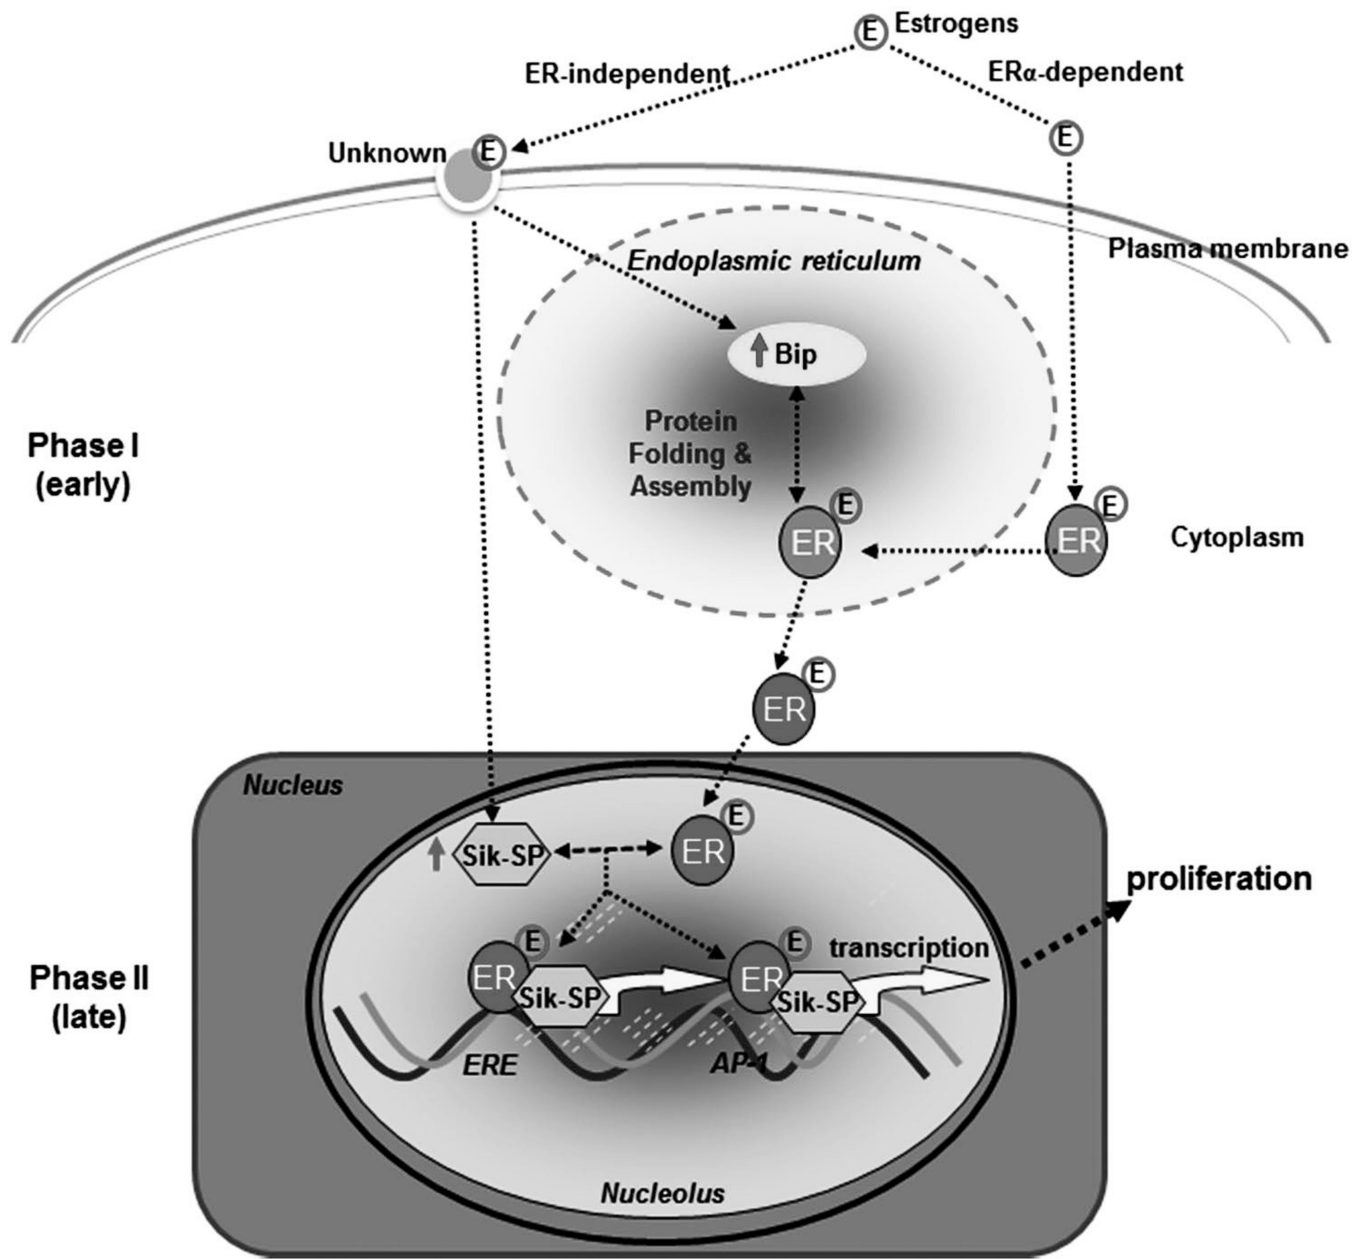 E Estrogens
ER-independent
ERα-dependent
E
Unknown
E
Plasma membrane
Endoplasmic reticulum
Bip
Protein
Folding &
Assembly
Phase I
(early)
E
ER
E
ER
Cytoplasm
E
ER
Nucleus
E
Sik-SP
ER
proliferation
E
E
transcription
ER
Sik-SP
ER
Sik-SP
Phase II
(late)
ERE
AP-1
Nucleolus